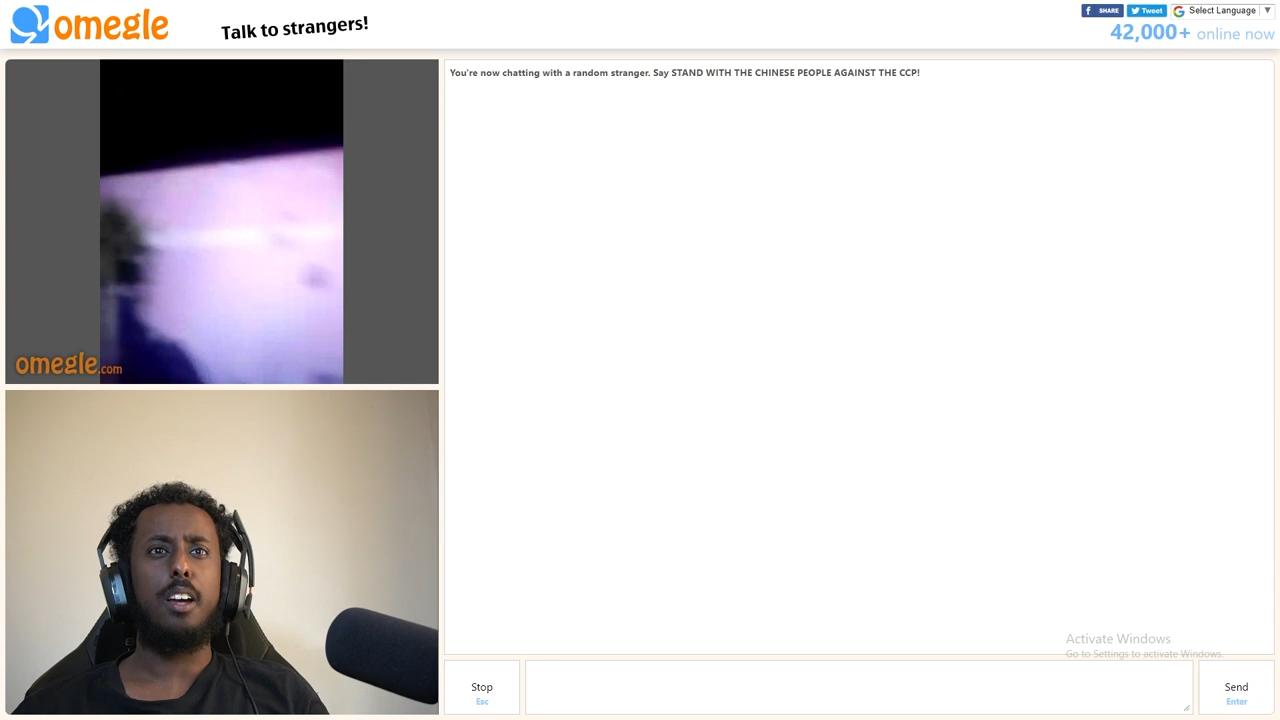 omegle
Talk to strangers!
f SHARE
Tweet
Select Language ▼
42,000+ online now
You're now chatting with a random stranger. Say STAND WITH THE CHINESE PEOPLE AGAINST THE CCP!
omegle.com
Activate Windows
Go to Settings to activate Windows.
Stop
Esc
Send
Enter